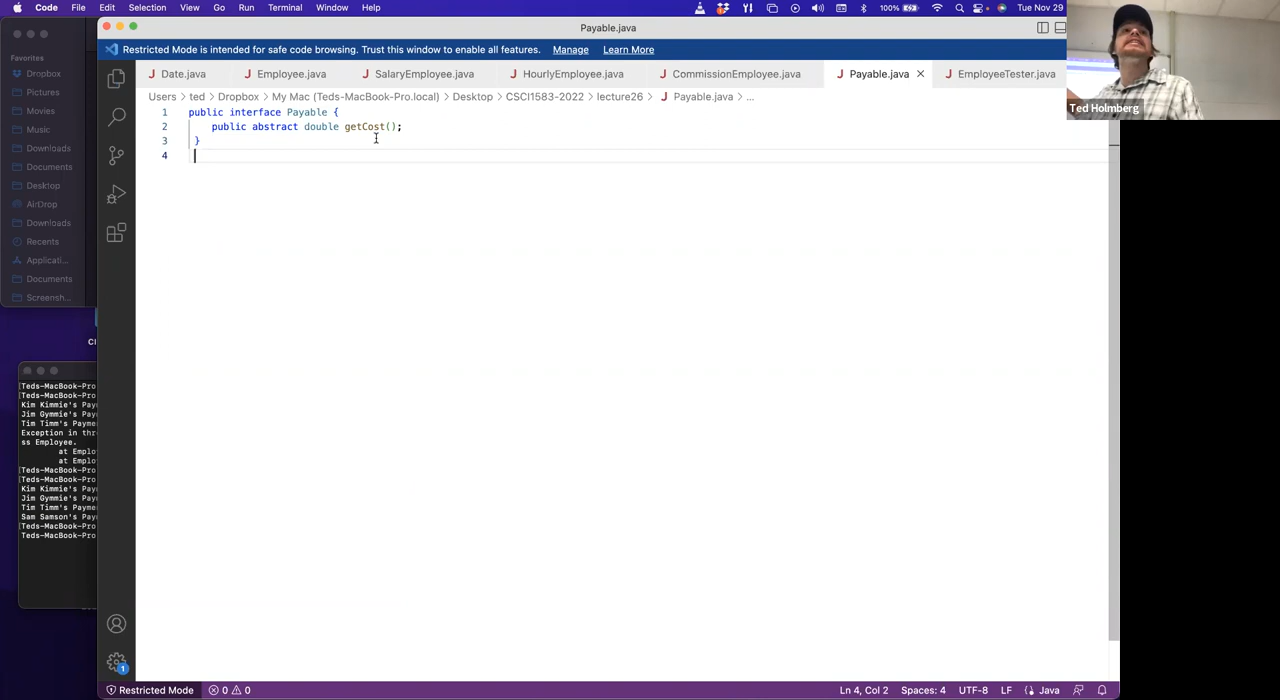 Code File Edit Selection View Go Run Terminal Window Help 100% Tue Nov 29
Payable.java
Restricted Mode is intended for safe code browsing. Trust this window to enable all features. Manage Learn More
Date.java Employee.java SalaryEmployee.java HourlyEmployee.java CommissionEmployee.java Payable.java EmployeeTester.java
Users > ted > Dropbox > My Mac (Teds-MacBook-Pro.local) > Desktop > CSCI1583-2022 > lecture26 > Payable.java > ...
1 public interface Payable {
2 public abstract double getCost();
3 }
4
Ted Holmberg
Favorites
Dropbox
Pictures
Movies
Music
Downloads
Documents
Desktop
AirDrop
Downloads
Recents
Applicati...
Documents
Screensh...
Teds-MacBook-Pro
Teds-MacBook-Pro
Kim Kimmie's Pay
Jim Gymmie's Pay
Tim Timm's Payme
Exception in thr
ss Employee.
at Emplo
at Emplo
Teds-MacBook-Pro
Teds-MacBook-Pro
Kim Kimmie's Pay
Jim Gymmie's Pay
Tim Timm's Payme
Sam Samson's Pay
Teds-MacBook-Pro
Teds-MacBook-Pro
1
Restricted Mode 0 0 Ln 4, Col 2 Spaces: 4 UTF-8 LF Java